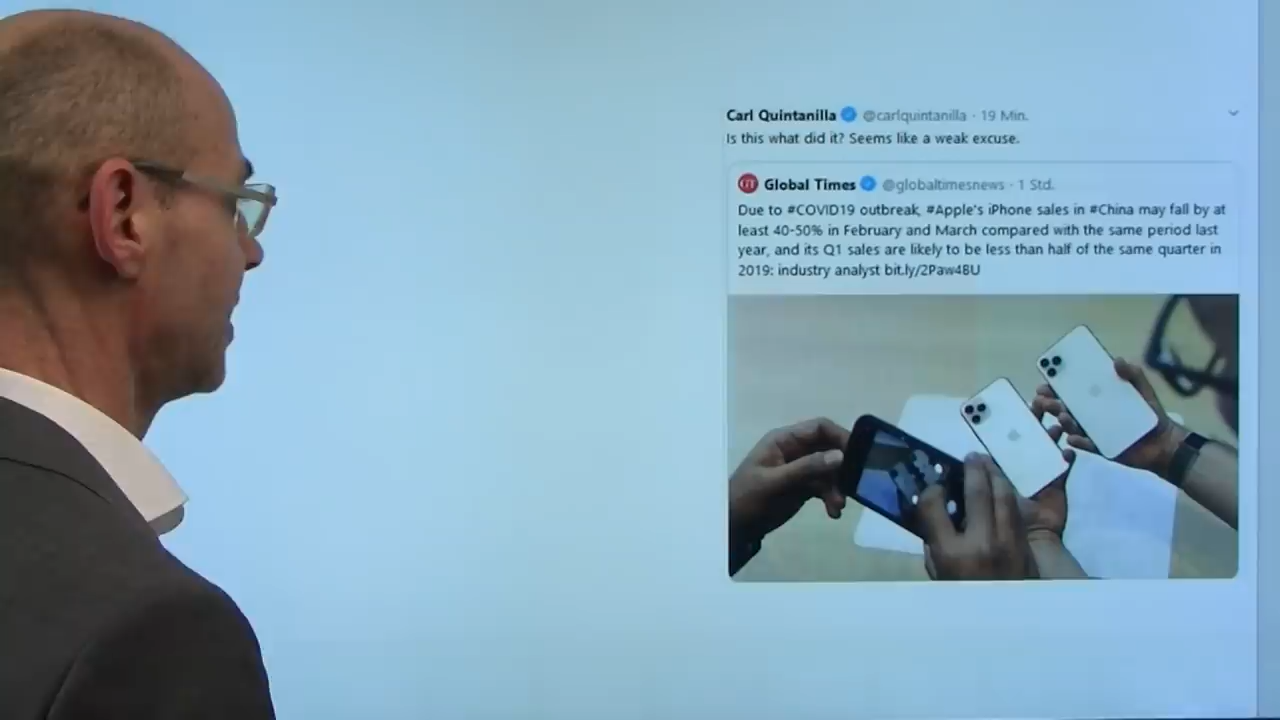 Carl Quintanilla @carlquintanilla · 19 Min.
Is this what did it? Seems like a weak excuse.
GT Global Times @globaltimesnews · 1 Std.
Due to #COVID19 outbreak, #Apple's iPhone sales in #China may fall by at
least 40-50% in February and March compared with the same period last
year, and its Q1 sales are likely to be less than half of the same quarter in
2019: industry analyst bit.ly/2Paw4BU